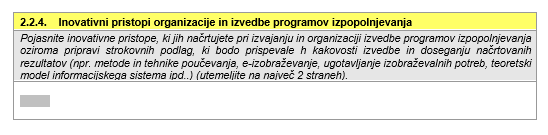 2.2.4. Inovativni pristopi organizacije in izvedbe programov izpopolnjevanja
Pojasnite inovativne pristope, ki jih načrtujete pri izvajanju in organizaciji izvedbe programov izpopolnjevanja
oziroma pripravi strokovnih podlag, ki bodo prispevale h kakovosti izvedbe in doseganju načrtovanih
rezultatov (npr. metode in tehnike poučevanja, e-izobraževanje, ugotavljanje izobraževalnih potreb, teoretski
model informacijskega sistema ipd..) (utemeljite na največ 2 straneh).